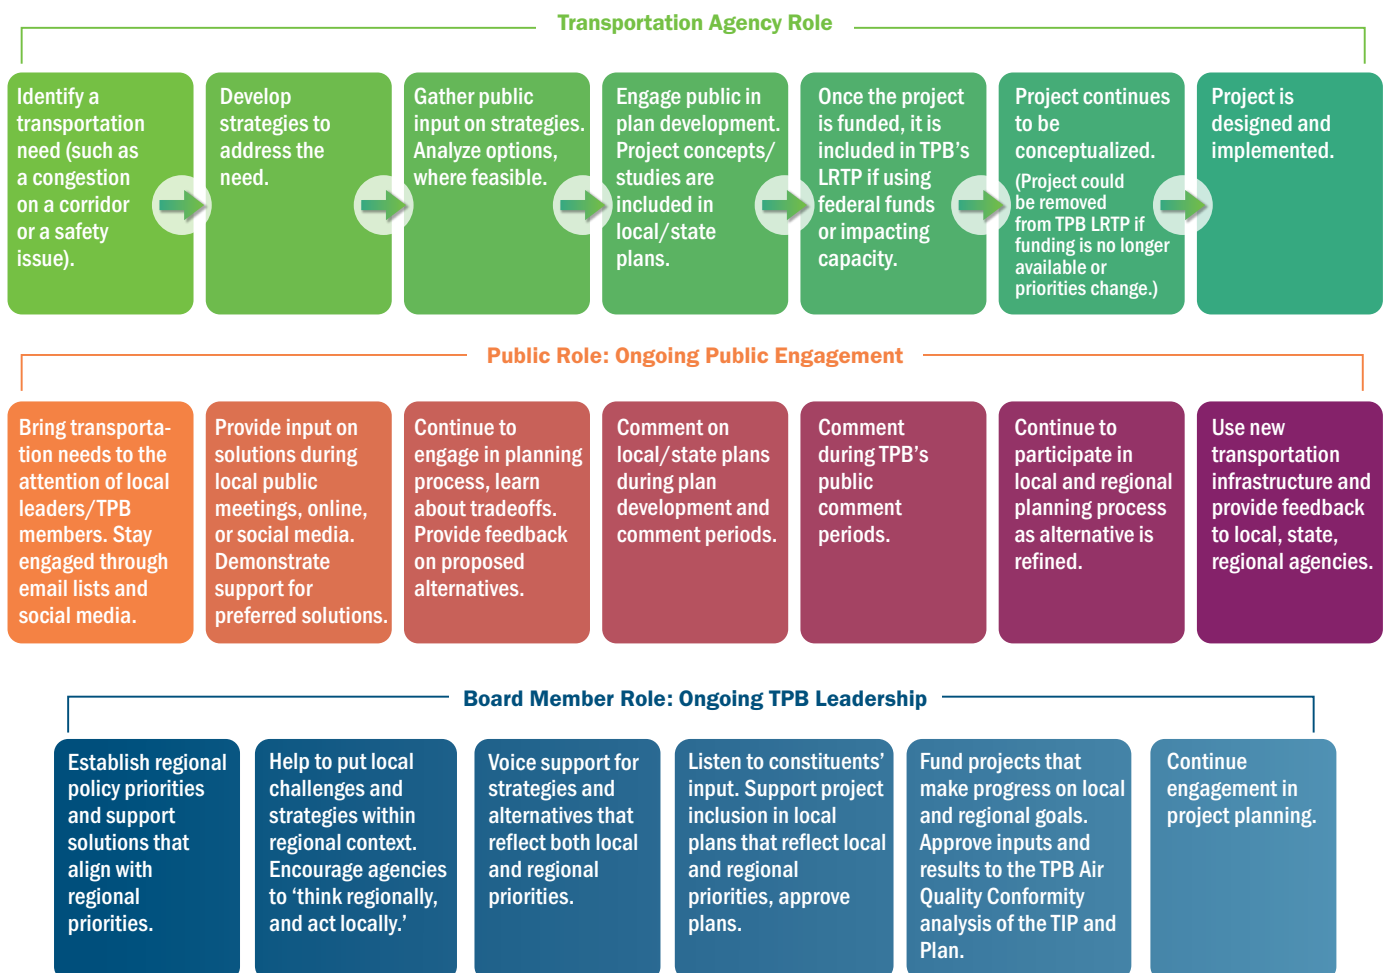 Transportation Agency Role
Identify a
transportation
need (such as
a congestion
on a corridor
or a safety
issue).
Develop
strategies to
address the
need.
Gather public
input on strategies.
Analyze options,
where feasible.
Engage public in
plan development.
Project concepts/
studies are
included in
local/state
plans.
Once the project
is funded, it is
included in TPB’s
LRTP if using
federal funds
or impacting
capacity.
Project continues
to be
conceptualized.
(Project could
be removed
from TPB LRTP if
funding is no longer
available or
priorities change.)
Project is
designed and
implemented.
Public Role: Ongoing Public Engagement
Bring transporta-
tion needs to the
attention of local
leaders/TPB
members. Stay
engaged through
email lists and
social media.
Provide input on
solutions during
local public
meetings, online,
or social media.
Demonstrate
support for
preferred solutions.
Continue to
engage in planning
process, learn
about tradeoffs.
Provide feedback
on proposed
alternatives.
Comment on
local/state plans
during plan
development and
comment periods.
Comment
during TPB’s
public
comment
periods.
Continue to
participate in
local and regional
planning process
as alternative is
refined.
Use new
transportation
infrastructure and
provide feedback
to local, state,
regional agencies.
Board Member Role: Ongoing TPB Leadership
Establish regional
policy priorities
and support
solutions that
align with
regional
priorities.
Help to put local
challenges and
strategies within
regional context.
Encourage agencies
to ‘think regionally,
and act locally.’
Voice support for
strategies and
alternatives that
reflect both local
and regional
priorities.
Listen to constituents’
input. Support project
inclusion in local
plans that reflect local
and regional
priorities, approve
plans.
Fund projects that
make progress on local
and regional goals.
Approve inputs and
results to the TPB Air
Quality Conformity
analysis of the TIP and
Plan.
Continue
engagement in
project planning.